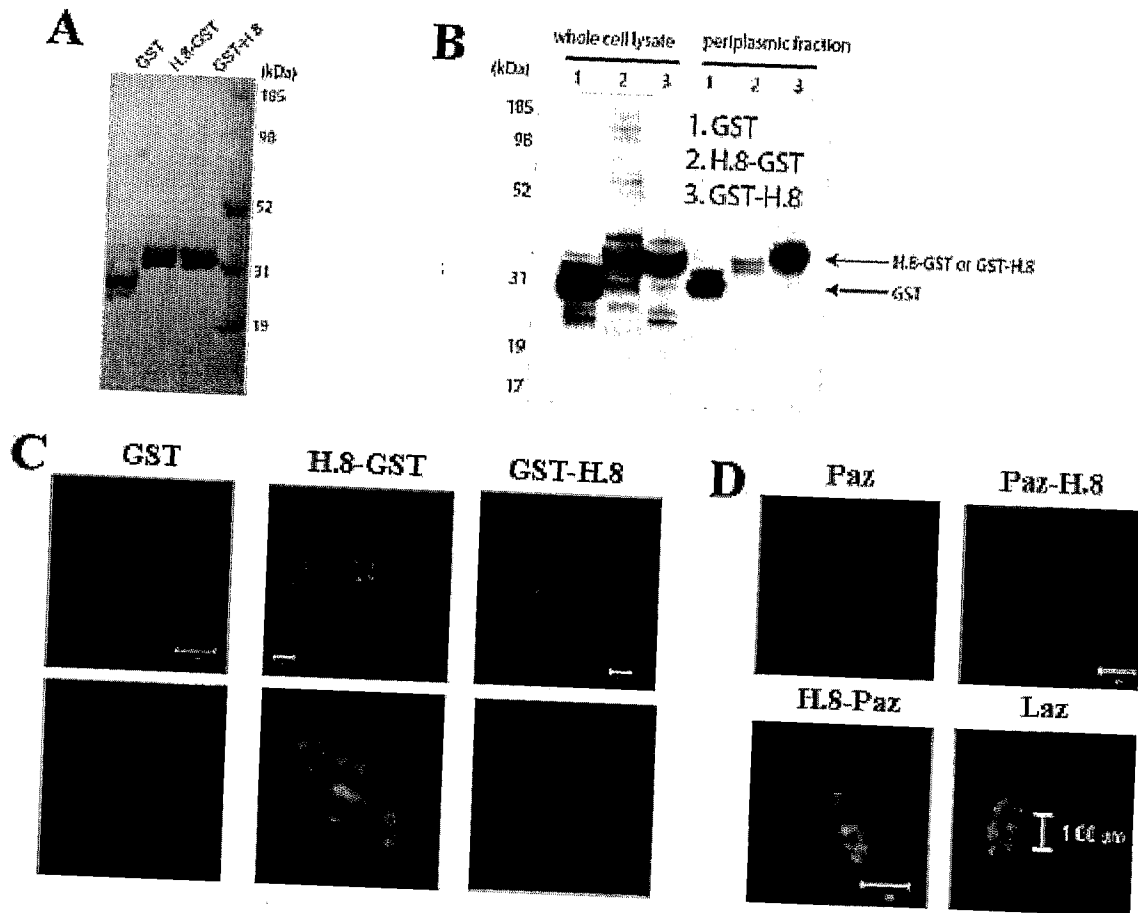 A
GST H.8-GST GST-H.8
(kDa)
185
98
52
31
19
B
whole cell lysate periplasmic fraction
(kDa) 1 2 3 1 2 3
185
98
52
31
19
17
1. GST
2. H.8-GST
3. GST-H.8
H.8-GST or GST-H.8
GST
C
GST H.8-GST GST-H.8
D
Paz Paz-H.8
H.8-Paz Laz